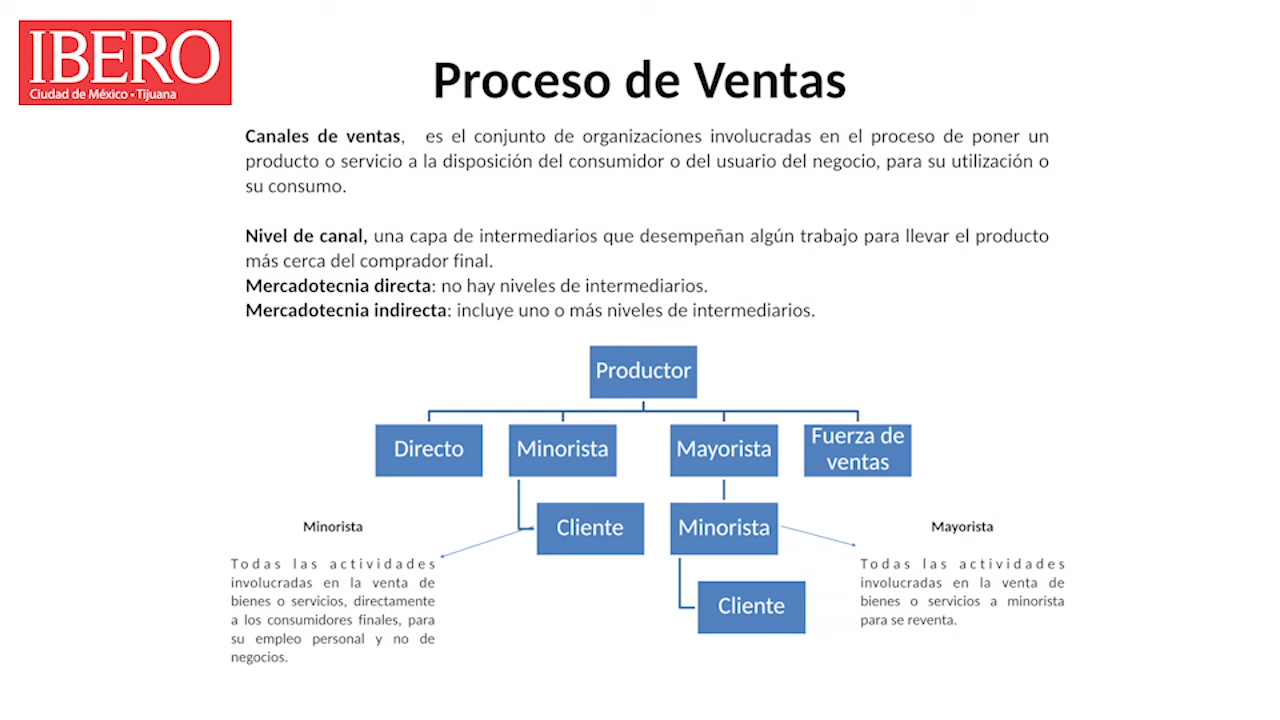 IBERO
Ciudad de México • Tijuana
Proceso de Ventas
Canales de ventas, es el conjunto de organizaciones involucradas en el proceso de poner un
producto o servicio a la disposición del consumidor o del usuario del negocio, para su utilización o
su consumo.
Nivel de canal, una capa de intermediarios que desempeñan algún trabajo para llevar el producto
más cerca del comprador final.
Mercadotecnia directa: no hay niveles de intermediarios.
Mercadotecnia indirecta: incluye uno o más niveles de intermediarios.
Productor
Directo
Minorista
Mayorista
Fuerza de
ventas
Cliente
Minorista
Cliente
Minorista
Todas las actividades
involucradas en la venta de
bienes o servicios, directamente
a los consumidores finales, para
su empleo personal y no de
negocios.
Mayorista
Todas las actividades
involucradas en la venta de
bienes o servicios a minorista
para se reventa.